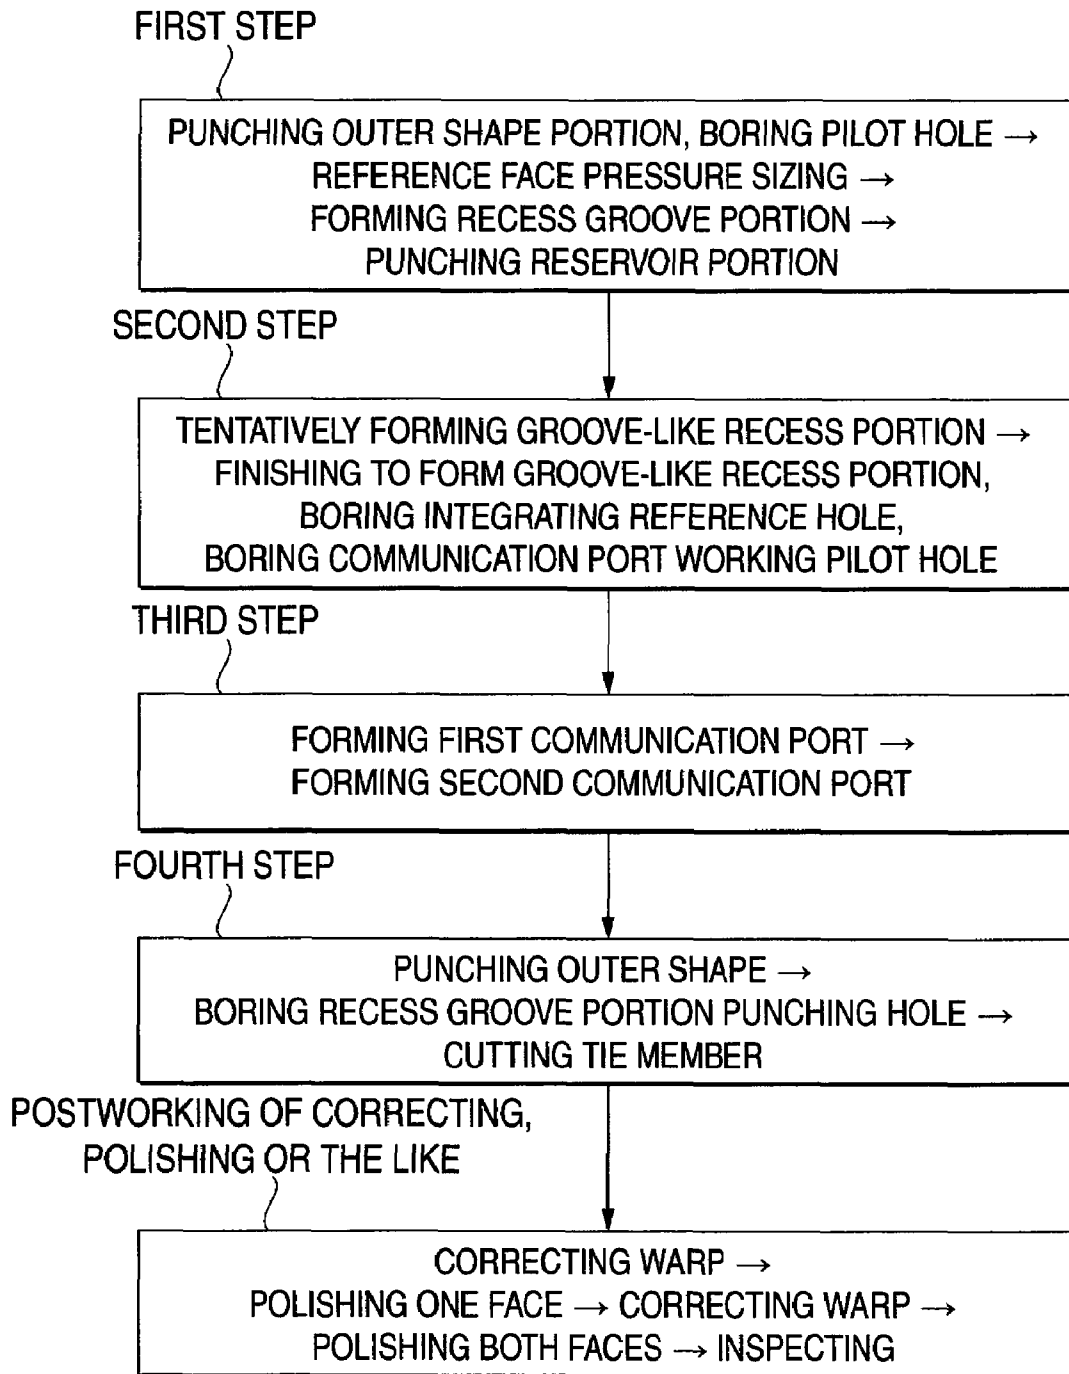 FIRST STEP
PUNCHING OUTER SHAPE PORTION, BORING PILOT HOLE →
REFERENCE FACE PRESSURE SIZING →
FORMING RECESS GROOVE PORTION →
PUNCHING RESERVOIR PORTION
SECOND STEP
TENTATIVELY FORMING GROOVE-LIKE RECESS PORTION →
FINISHING TO FORM GROOVE-LIKE RECESS PORTION,
BORING INTEGRATING REFERENCE HOLE,
BORING COMMUNICATION PORT WORKING PILOT HOLE
THIRD STEP
FORMING FIRST COMMUNICATION PORT →
FORMING SECOND COMMUNICATION PORT
FOURTH STEP
PUNCHING OUTER SHAPE →
BORING RECESS GROOVE PORTION PUNCHING HOLE →
CUTTING TIE MEMBER
POSTWORKING OF CORRECTING,
POLISHING OR THE LIKE
CORRECTING WARP →
POLISHING ONE FACE → CORRECTING WARP →
POLISHING BOTH FACES → INSPECTING